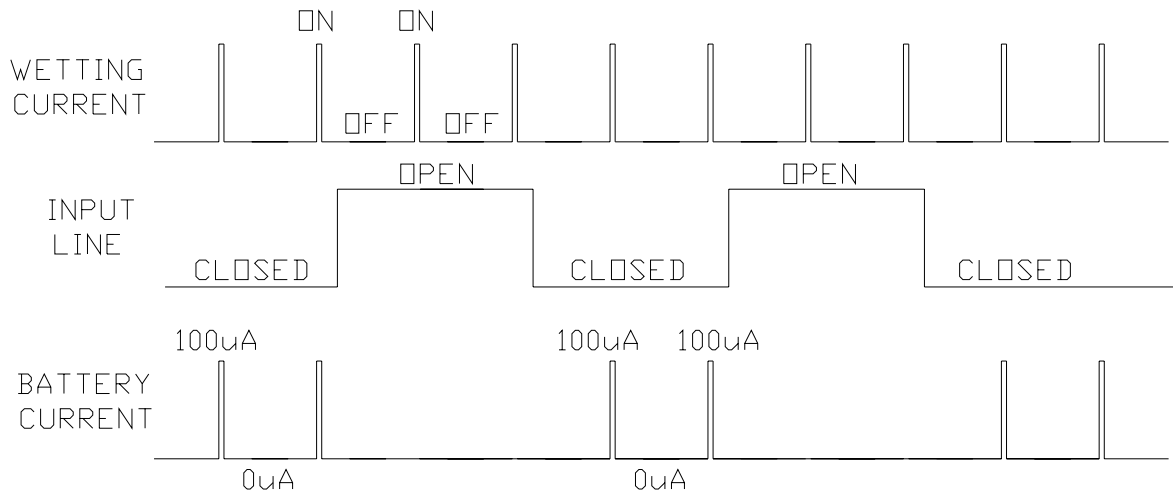 ON ON
WETTING
CURRENT
OFF OFF
OPEN OPEN
INPUT
LINE
CLOSED CLOSED CLOSED
100uA 100uA 100uA
BATTERY
CURRENT
0uA 0uA